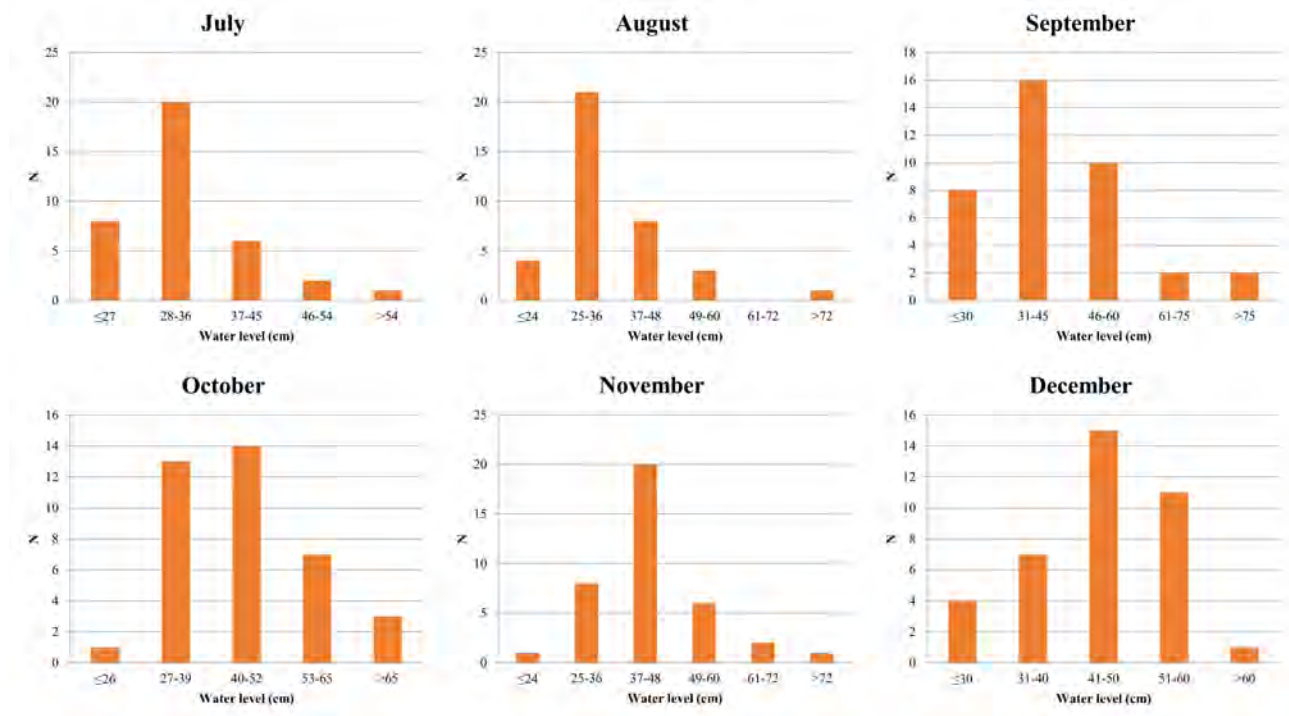 July
25
20
15
10
5
0
N
≤27 28-36 37-45 46-54 >54
Water level (cm)
August
25
20
15
10
5
0
N
≤24 25-36 37-48 49-60 61-72 >72
Water level (cm)
September
18
16
14
12
10
8
6
4
2
0
N
≤30 31-45 46-60 61-75 >75
Water level (cm)
October
16
14
12
10
8
6
4
2
0
N
≤26 27-39 40-52 53-65 >65
Water level (cm)
November
25
20
15
10
5
0
N
≤24 25-36 37-48 49-60 61-72 >72
Water level (cm)
December
16
14
12
10
8
6
4
2
0
N
≤30 31-40 41-50 51-60 >60
Water level (cm)